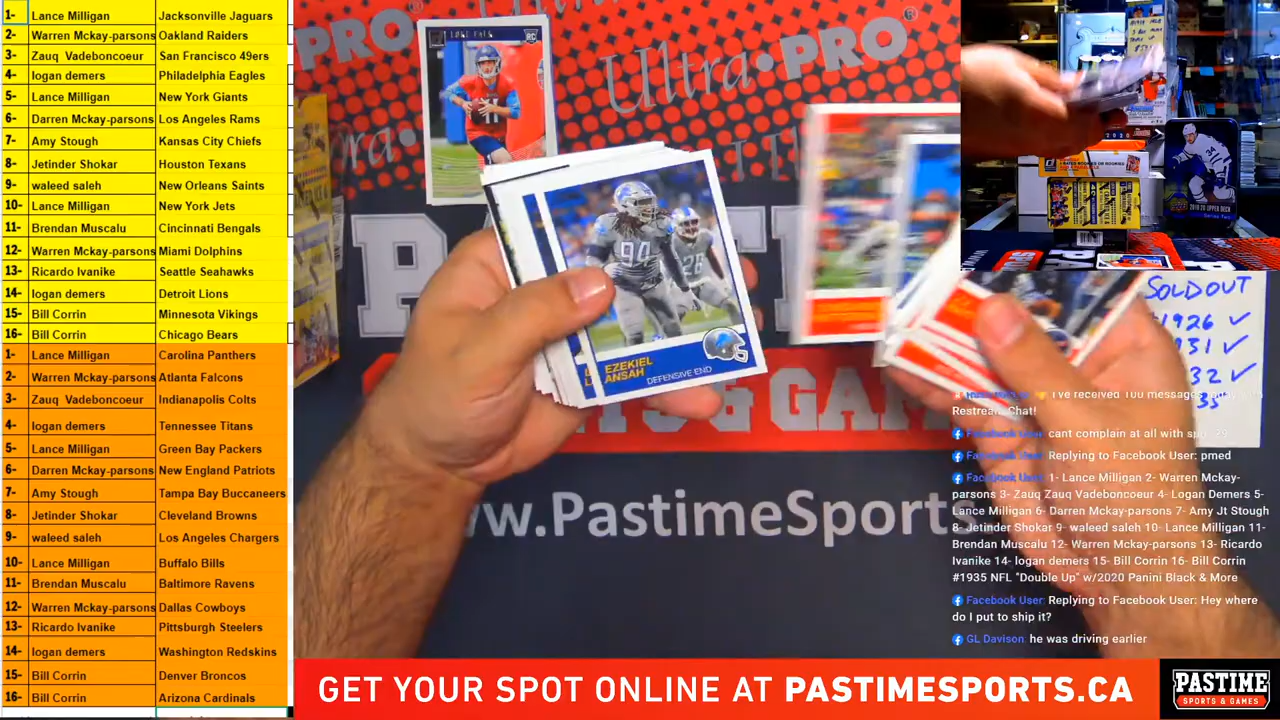 1- Lance Milligan Jacksonville Jaguars
2- Warren Mckay-parsons Oakland Raiders
3- Zauq Vadeboncoeur San Francisco 49ers
4- logan demers Philadelphia Eagles
5- Lance Milligan New York Giants
6- Darren Mckay-parsons Los Angeles Rams
7- Amy Stough Kansas City Chiefs
8- Jetinder Shokar Houston Texans
9- waleed saleh New Orleans Saints
10- Lance Milligan New York Jets
11- Brendan Muscalu Cincinnati Bengals
12- Warren Mckay-parsons Miami Dolphins
13- Ricardo Ivanike Seattle Seahawks
14- logan demers Detroit Lions
15- Bill Corrin Minnesota Vikings
16- Bill Corrin Chicago Bears
1- Lance Milligan Carolina Panthers
2- Warren Mckay-parsons Atlanta Falcons
3- Zauq Vadeboncoeur Indianapolis Colts
4- logan demers Tennessee Titans
5- Lance Milligan Green Bay Packers
6- Darren Mckay-parsons New England Patriots
7- Amy Stough Tampa Bay Buccaneers
8- Jetinder Shokar Cleveland Browns
9- waleed saleh Los Angeles Chargers
10- Lance Milligan Buffalo Bills
11- Brendan Muscalu Baltimore Ravens
12- Warren Mckay-parsons Dallas Cowboys
13- Ricardo Ivanike Pittsburgh Steelers
14- logan demers Washington Redskins
15- Bill Corrin Denver Broncos
16- Bill Corrin Arizona Cardinals
PRO
Ultra·PRO
RC
94
28
EZEKIEL
ANSAH
DEFENSIVE END
& GAM
ww.PastimeSports
34
SOLD OUT
1926 ✓
931 ✓
32 ✓
I've received 100 messages
Restream Chat!
cant complain at all with
Facebook User: Replying to Facebook User: pmed
Facebook User: 1- Lance Milligan 2- Warren Mckay-
parsons 3- Zauq Zauq Vadeboncoeur 4- Logan Demers 5-
Lance Milligan 6- Darren Mckay-parsons 7- Amy Jt Stough
8- Jetinder Shokar 9- waleed saleh 10- Lance Milligan 11-
Brendan Muscalu 12- Warren Mckay-parsons 13- Ricardo
Ivanike 14- logan demers 15- Bill Corrin 16- Bill Corrin
#1935 NFL "Double Up" w/2020 Panini Black & More
Facebook User: Replying to Facebook User: Hey where
do I put to ship it?
GL Davison: he was driving earlier
GET YOUR SPOT ONLINE AT PASTIMESPORTS.CA
PASTIME
SPORTS & GAMES